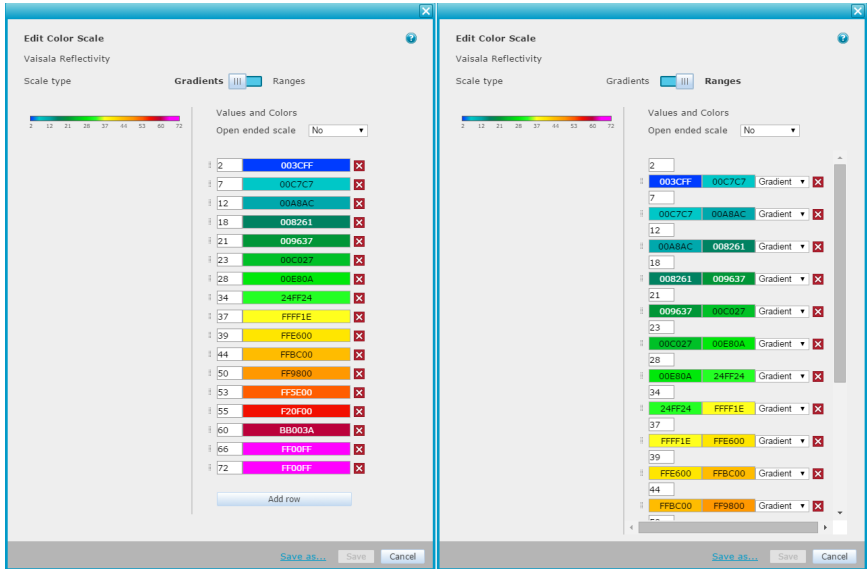 Edit Color Scale
Vaisala Reflectivity
Scale type Gradients Ranges
Values and Colors
Open ended scale No
2 12 21 28 37 44 53 60 72
2 003CFF
7 00C7C7
12 00A8AC
18 008261
21 009637
23 00C027
28 00E80A
34 24FF24
37 FFFF1E
39 FFE600
44 FFBC00
50 FF9800
53 FF5E00
55 F20F00
60 BB003A
66 FF00FF
72 FF00FF
Add row
Save as... Save Cancel
Edit Color Scale
Vaisala Reflectivity
Scale type Gradients Ranges
Values and Colors
Open ended scale No
2 12 21 28 37 44 53 60 72
2
003CFF 00C7C7 Gradient
7
00C7C7 00A8AC Gradient
12
00A8AC 008261 Gradient
18
008261 009637 Gradient
21
009637 00C027 Gradient
23
00C027 00E80A Gradient
28
00E80A 24FF24 Gradient
34
24FF24 FFFF1E Gradient
37
FFFF1E FFE600 Gradient
39
FFE600 FFBC00 Gradient
44
FFBC00 FF9800 Gradient
Save as... Save Cancel